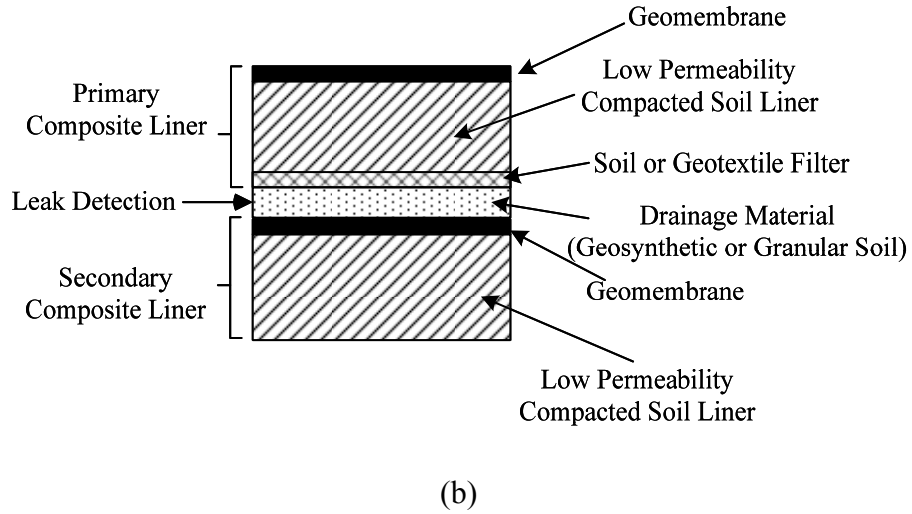 Geomembrane
Primary
Composite Liner
Low Permeability
Compacted Soil Liner
Soil or Geotextile Filter
Leak Detection
Drainage Material
(Geosynthetic or Granular Soil)
Secondary
Composite Liner
Geomembrane
Low Permeability
Compacted Soil Liner
(b)